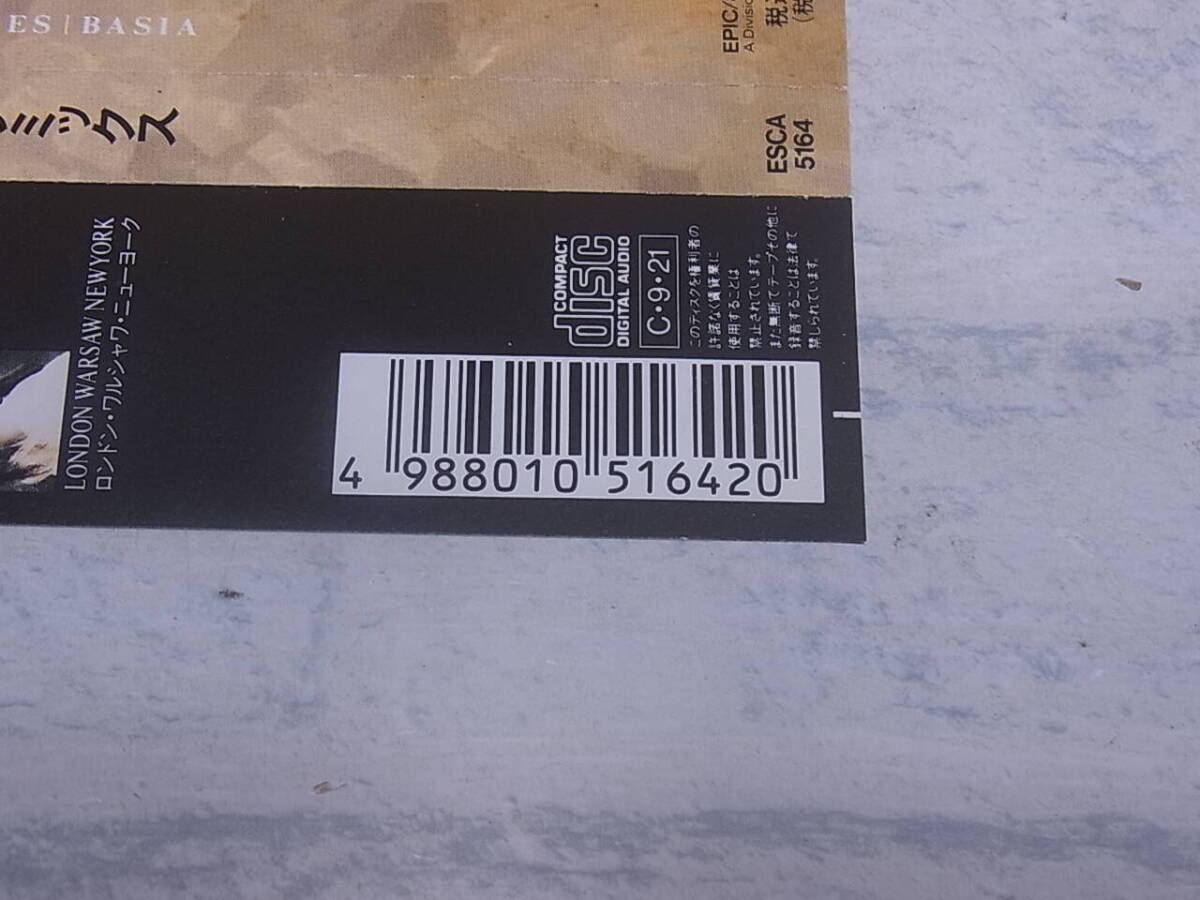 ES | BASIA
ミックス
EPIC/
A Division
ESCA
5164
LONDON WARSAW NEWYORK
ロンドン・ワルシャワ・ニューヨーク
COMPACT
disc
DIGITAL AUDIO
C・9・21
このディスクを権利者の
許諾なく賃貸業に
使用することは
禁止されています。
また無断でテープその他に
録音することは法律で
禁じられています。
4 988010 516420